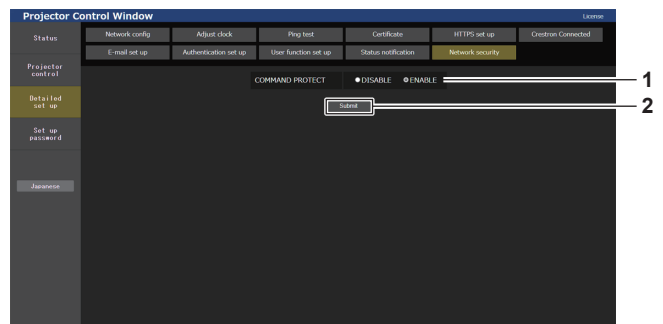 Projector Control Window
License
Status
Network config
Adjust clock
Ping test
Certificate
HTTPS set up
Crestron Connected
E-mail set up
Authentication set up
User function set up
Status notification
Network security
Projector
control
COMMAND PROTECT
DISABLE
ENABLE
1
Detailed
set up
Submit
2
Set up
password
Japanese